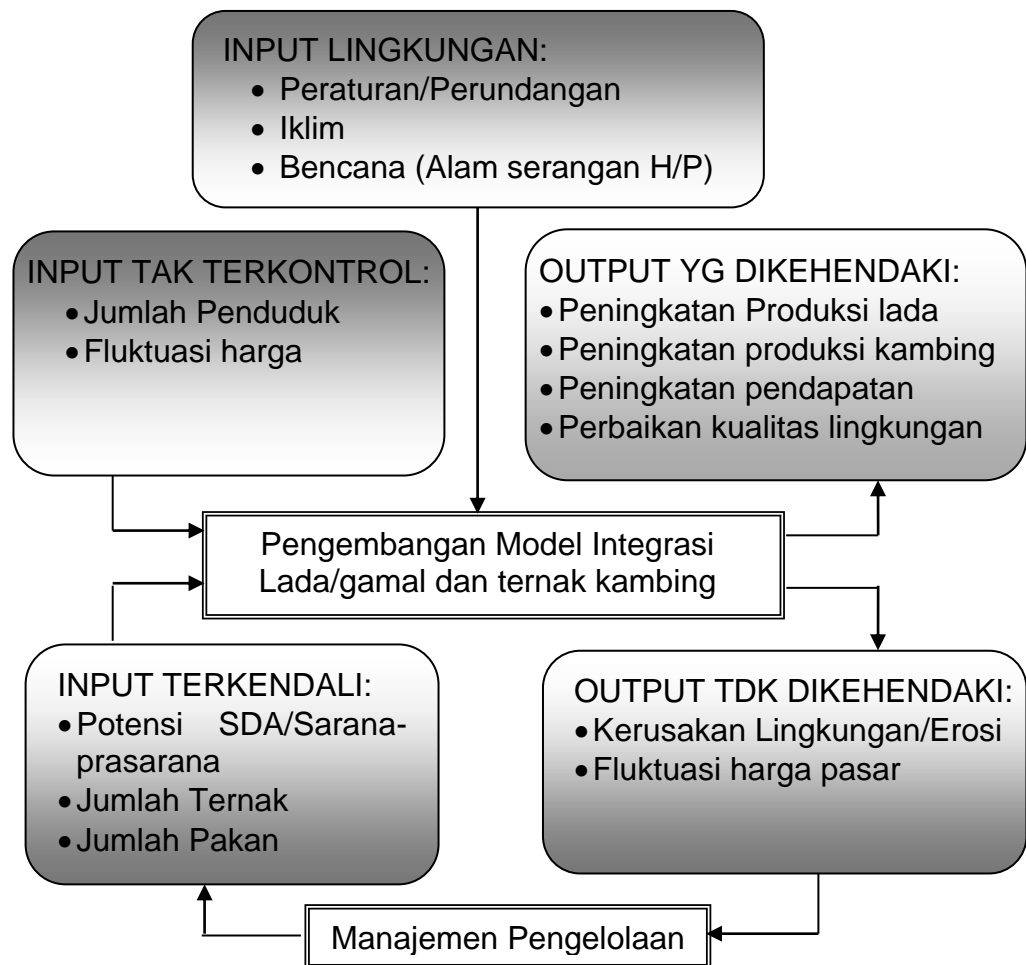 INPUT LINGKUNGAN:
• Peraturan/Perundangan
• Iklim
• Bencana (Alam serangan H/P)
INPUT TAK TERKONTROL:
• Jumlah Penduduk
• Fluktuasi harga
OUTPUT YG DIKEHENDAKI:
• Peningkatan Produksi lada
• Peningkatan produksi kambing
• Peningkatan pendapatan
• Perbaikan kualitas lingkungan
Pengembangan Model Integrasi
Lada/gamal dan ternak kambing
INPUT TERKENDALI:
• Potensi SDA/Sarana-
prasarana
• Jumlah Ternak
• Jumlah Pakan
OUTPUT TDK DIKEHENDAKI:
• Kerusakan Lingkungan/Erosi
• Fluktuasi harga pasar
Manajemen Pengelolaan